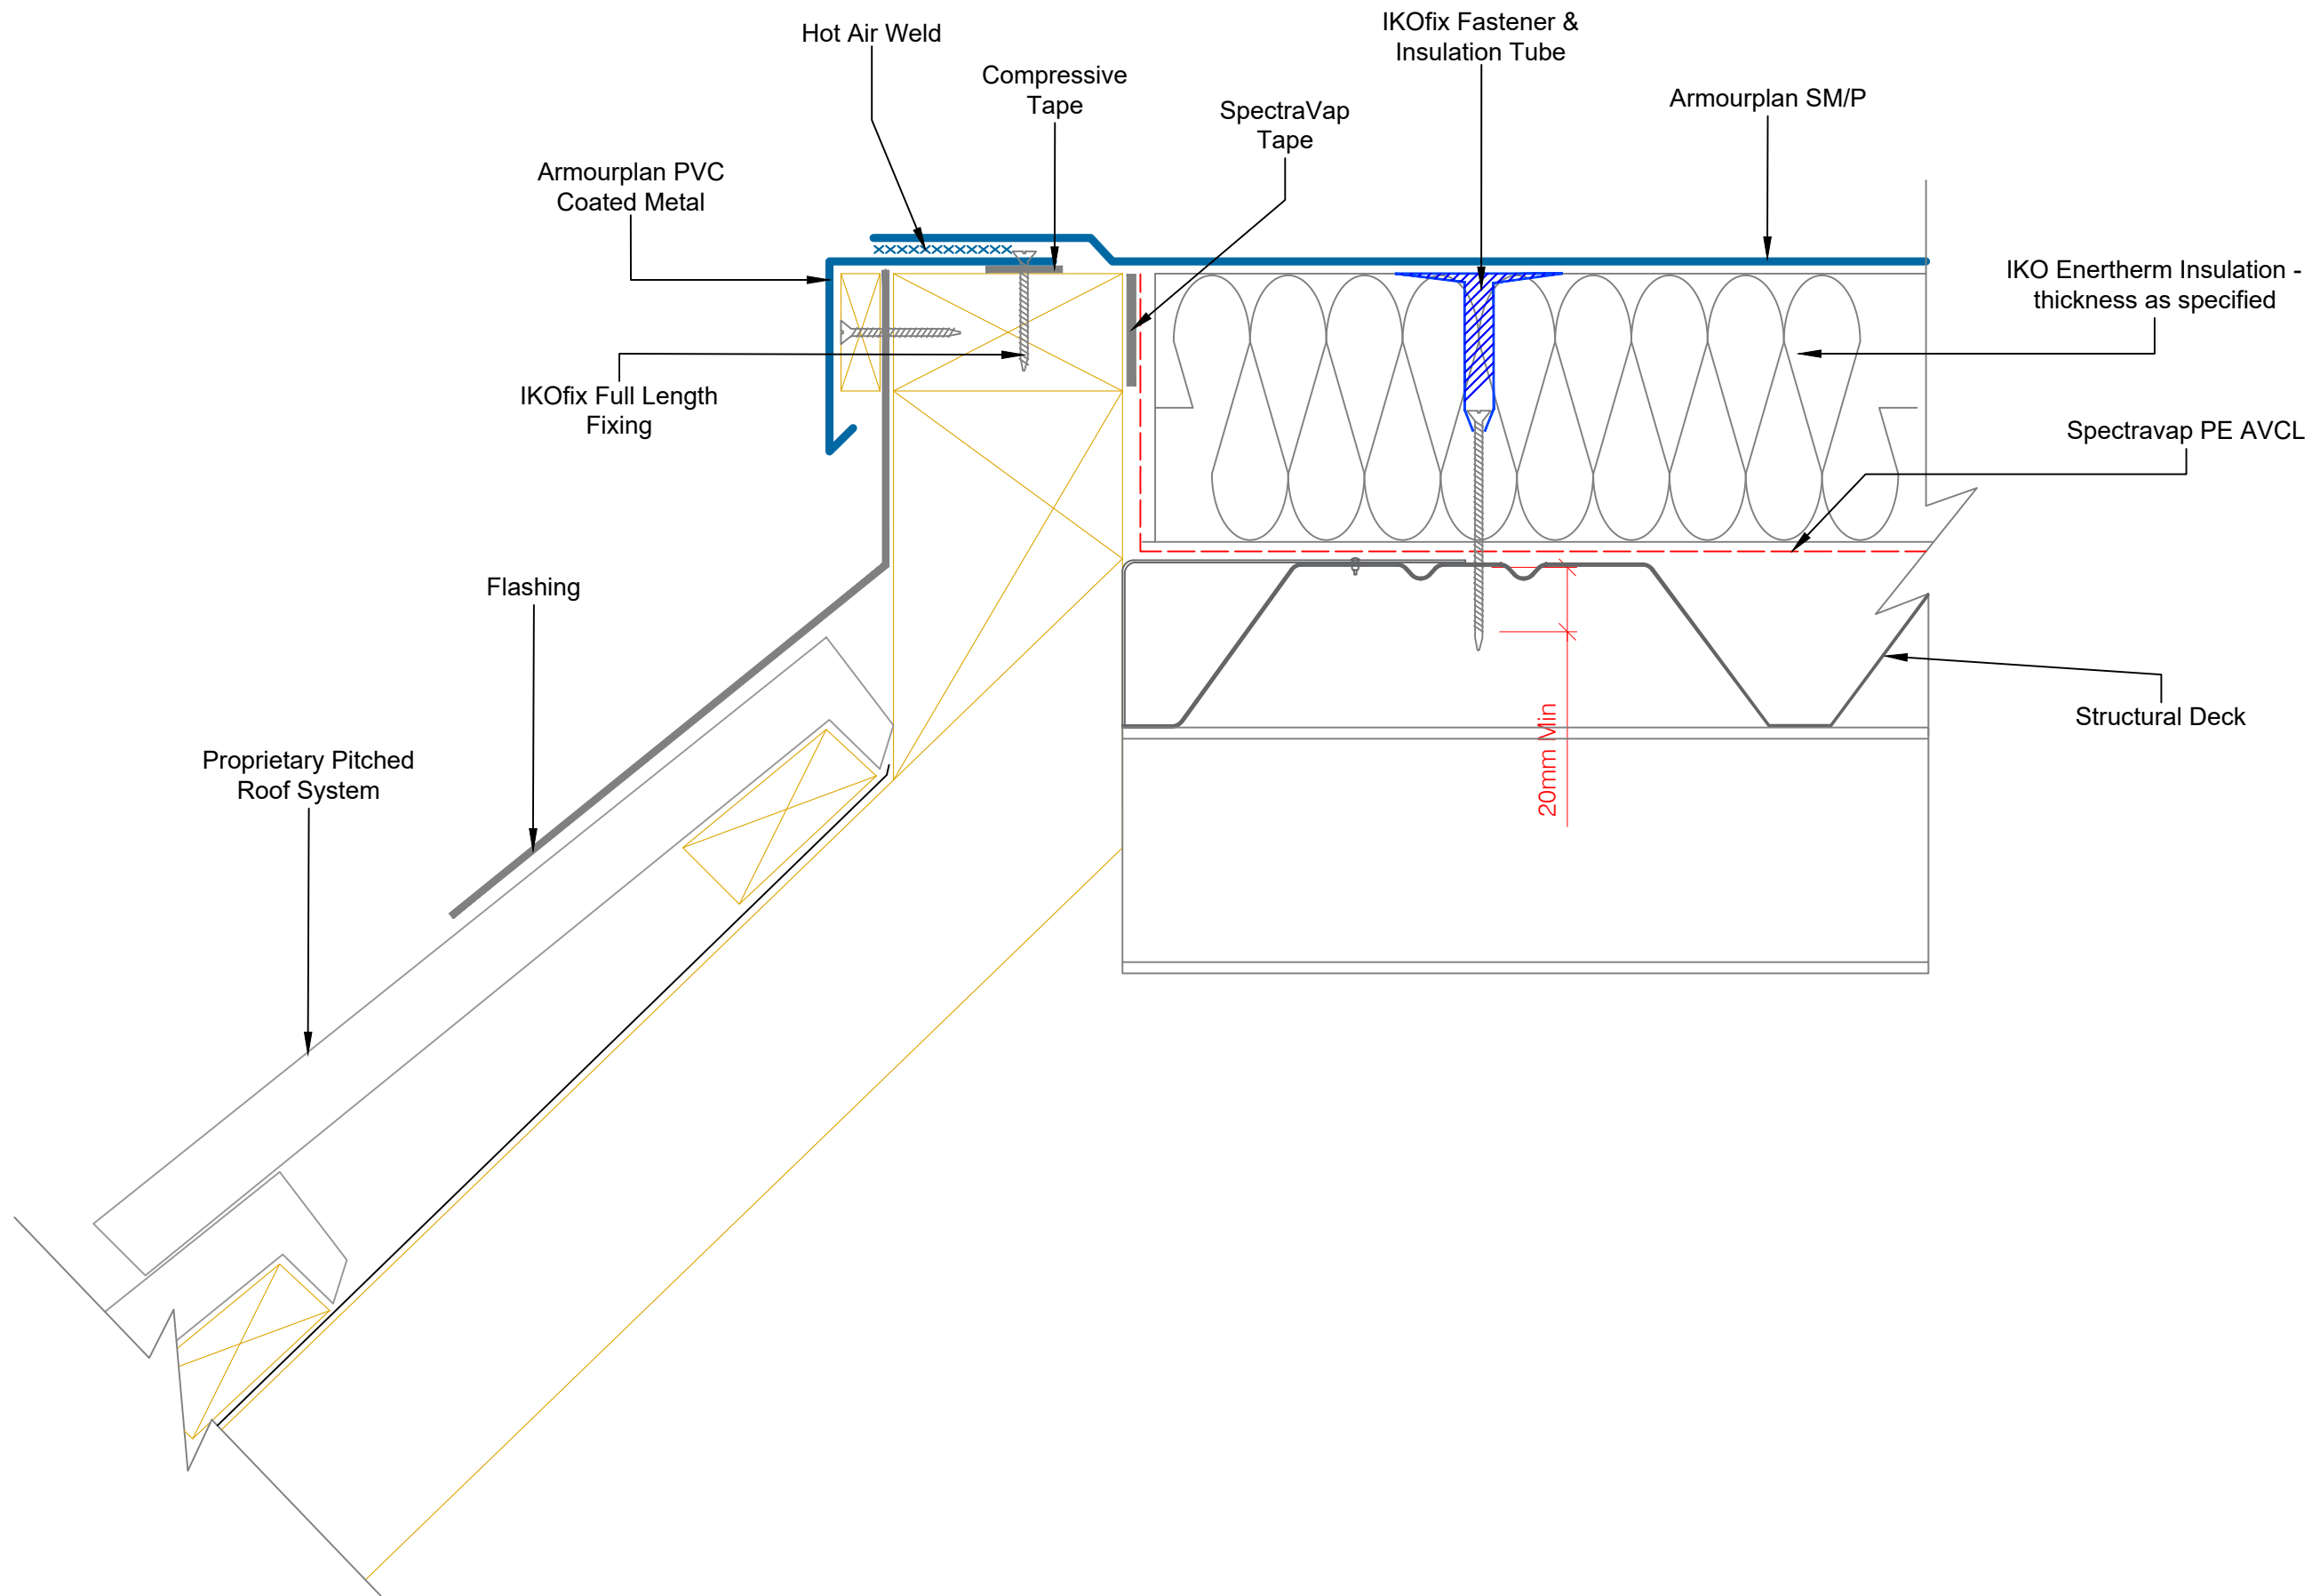 IKOfix Fastener &
Insulation Tube
Hot Air Weld
Compressive
Tape
SpectraVap
Tape
Armourplan SM/P
Armourplan PVC
Coated Metal
IKO Enertherm Insulation -
thickness as specified
IKOfix Full Length
Fixing
Spectravap PE AVCL
Flashing
Structural Deck
20mm Min
Proprietary Pitched
Roof System